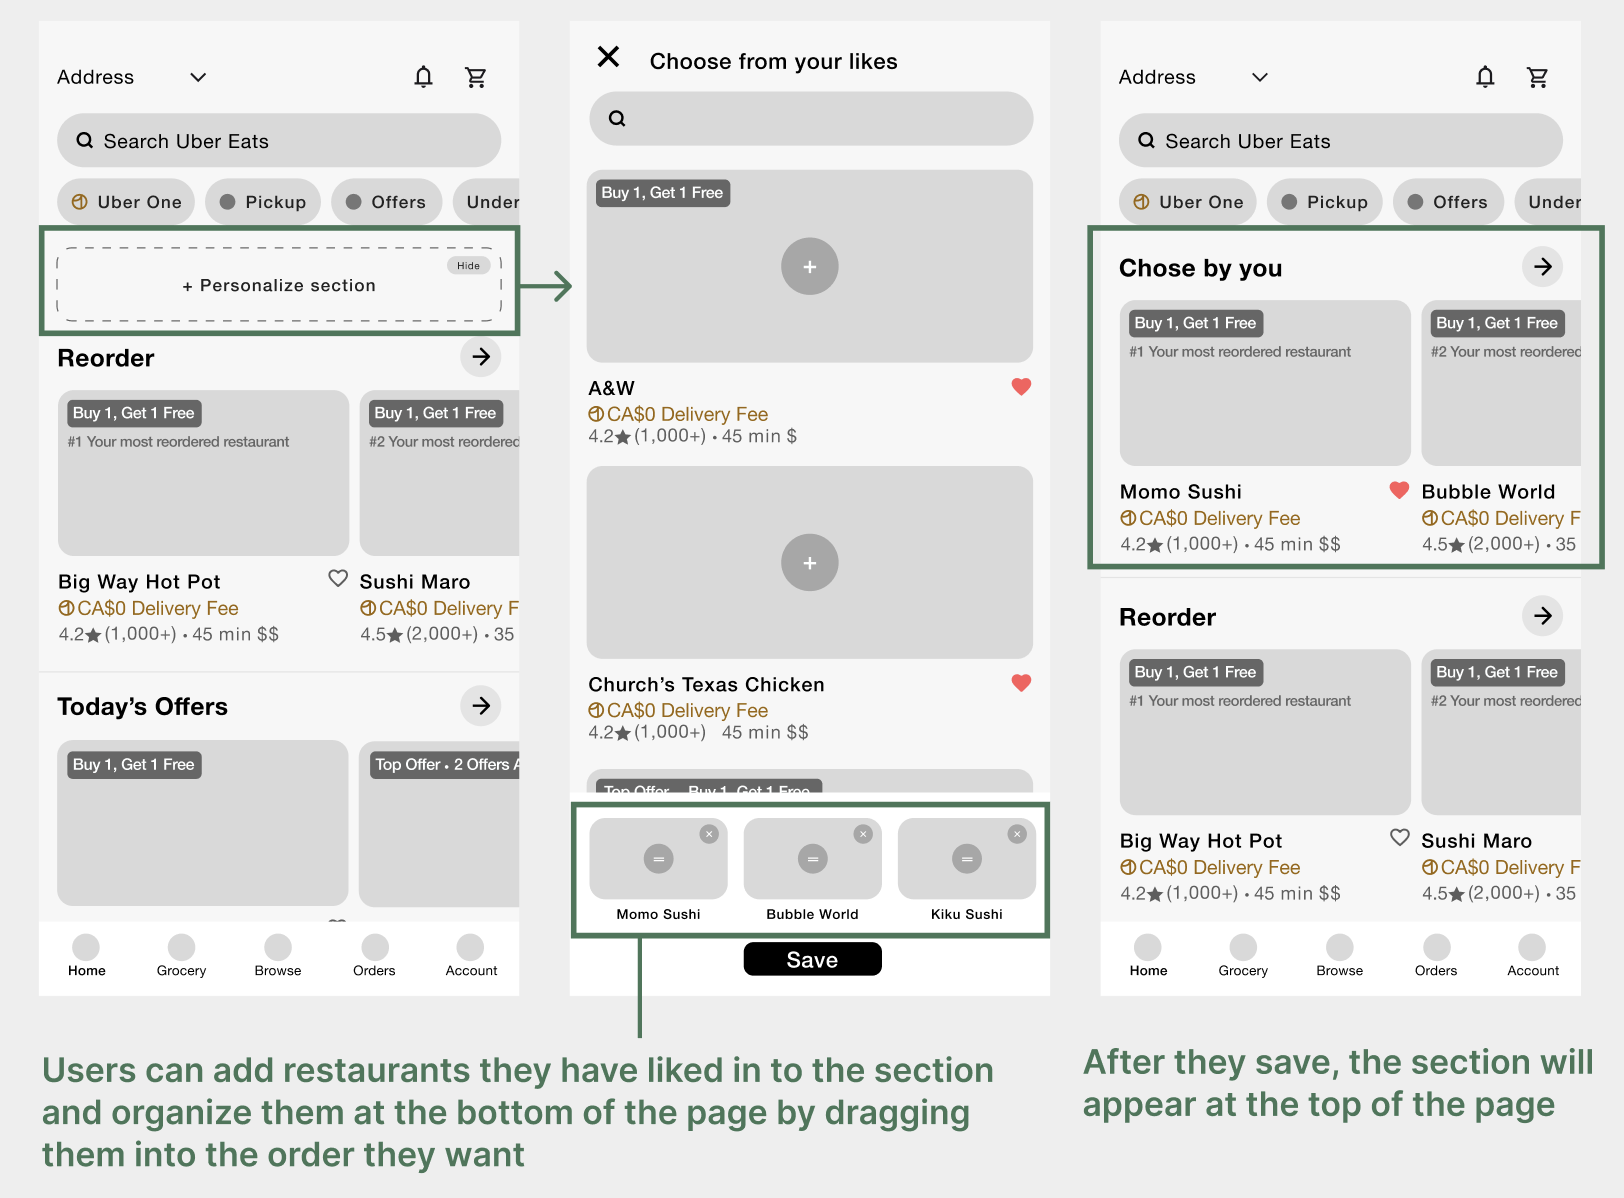 Address
Search Uber Eats
Uber One
Pickup
Offers
Under
Hide
+ Personalize section
Reorder
Buy 1, Get 1 Free
#1 Your most reordered restaurant
Buy 1, Get 1 Free
#2 Your most reordered
Big Way Hot Pot
CA$0 Delivery Fee
4.2★(1,000+) • 45 min $$
Sushi Maro
CA$0 Delivery F
4.5★(2,000+) • 35
Today’s Offers
Buy 1, Get 1 Free
Top Offer • 2 Offers A
Home
Grocery
Browse
Orders
Account
Choose from your likes
Buy 1, Get 1 Free
+
A&W
CA$0 Delivery Fee
4.2★(1,000+) • 45 min $
+
Church’s Texas Chicken
CA$0 Delivery Fee
4.2★(1,000+) 45 min $$
Top Offer Buy 1, Get 1 Free
Momo Sushi
Bubble World
Kiku Sushi
Save
Address
Search Uber Eats
Uber One
Pickup
Offers
Under
Chose by you
Buy 1, Get 1 Free
#1 Your most reordered restaurant
Buy 1, Get 1 Free
#2 Your most reordered
Momo Sushi
CA$0 Delivery Fee
4.2★(1,000+) • 45 min $$
Bubble World
CA$0 Delivery F
4.5★(2,000+) • 35
Reorder
Buy 1, Get 1 Free
#1 Your most reordered restaurant
Buy 1, Get 1 Free
#2 Your most reordered
Big Way Hot Pot
CA$0 Delivery Fee
4.2★(1,000+) • 45 min $$
Sushi Maro
CA$0 Delivery F
4.5★(2,000+) • 35
Home
Grocery
Browse
Orders
Account
Users can add restaurants they have liked in to the section
and organize them at the bottom of the page by dragging
them into the order they want
After they save, the section will
appear at the top of the page